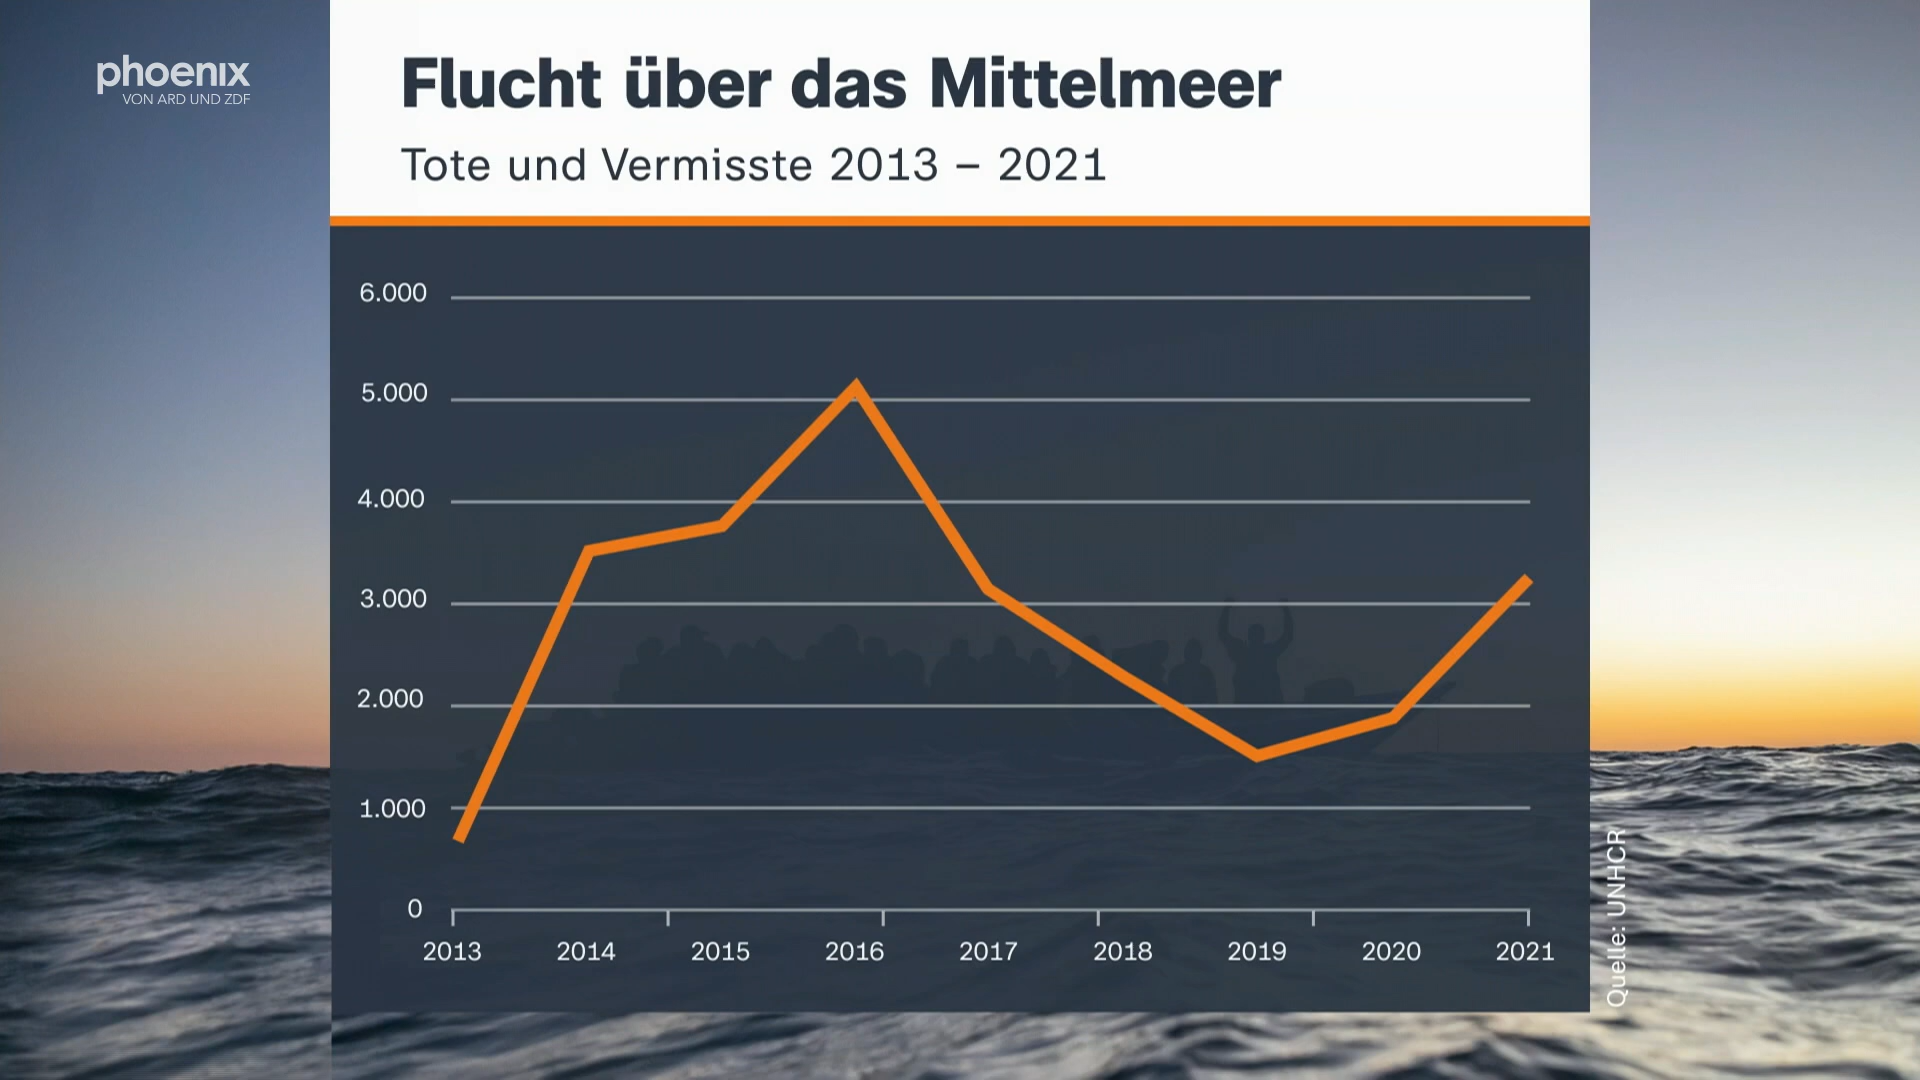 phoenix
VON ARD UND ZDF
Flucht über das Mittelmeer
Tote und Vermisste 2013 – 2021
6.000
5.000
4.000
3.000
2.000
1.000
0
2013 2014 2015 2016 2017 2018 2019 2020 2021
Quelle: UNHCR